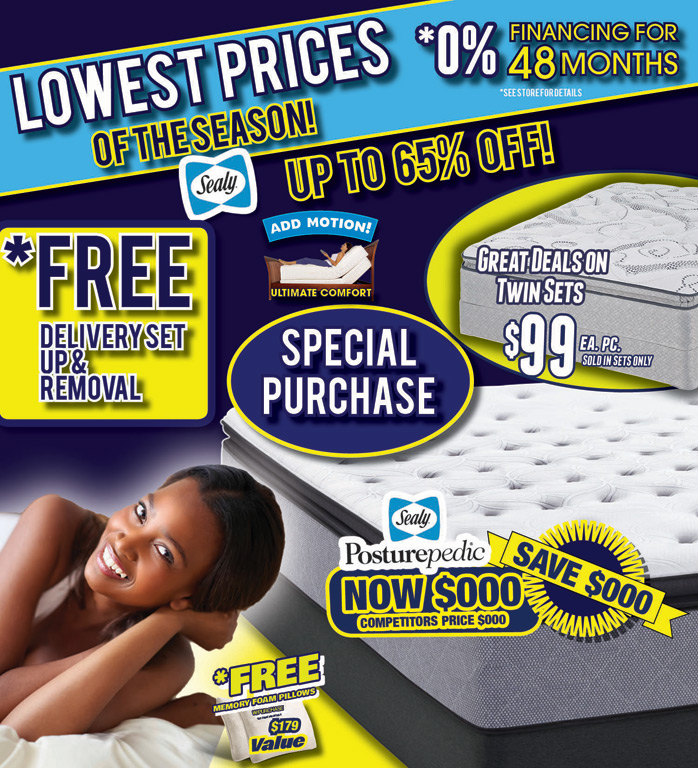 LOWEST PRICES
OF THE SEASON!
*0%
FINANCING FOR
48 MONTHS
*SEE STORE FOR DETAILS
Sealy
UP TO 65% OFF!
*FREE
DELIVERY SET
UP &
REMOVAL
ADD MOTION!
ULTIMATE COMFORT
GREAT DEALS ON
TWIN SETS
$99 EA. PC.
SOLD IN SETS ONLY
SPECIAL
PURCHASE
Sealy
Posturepedic
NOW $000
COMPETITORS PRICE $000
SAVE $000
*FREE
MEMORY FOAM PILLOWS
W/PURCHASE
$179
Value